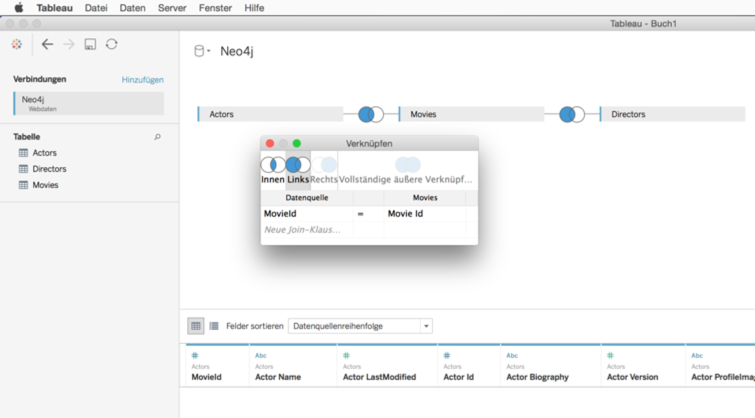 Tableau Datei Daten Server Fenster Hilfe
Tableau - Buch1
Verbindungen Hinzufügen
Neo4j
Webdaten
Tabelle
Actors
Directors
Movies
Neo4j
Actors Movies Directors
Verknüpfen
Innen Links Rechts Vollständige äußere Verknüpf...
Datenquelle Movies
MovieId = Movie Id
Neue Join-Klaus...
Felder sortieren Datenquellenreihenfolge
# Abc # # Abc # Abc
Actors Actors Actors Actors Actors Actors Actors
MovieId Actor Name Actor LastModified Actor Id Actor Biography Actor Version Actor ProfileImag